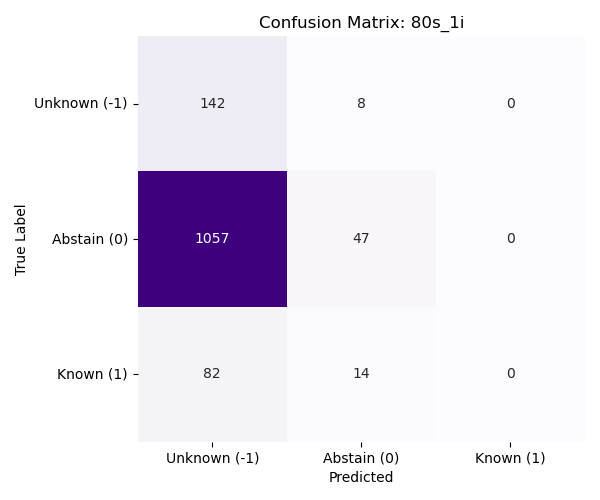 Confusion Matrix: 80s_1i
True Label
Unknown (-1) 142 8 0
Abstain (0) 1057 47 0
Known (1) 82 14 0
Unknown (-1) Abstain (0) Known (1)
Predicted